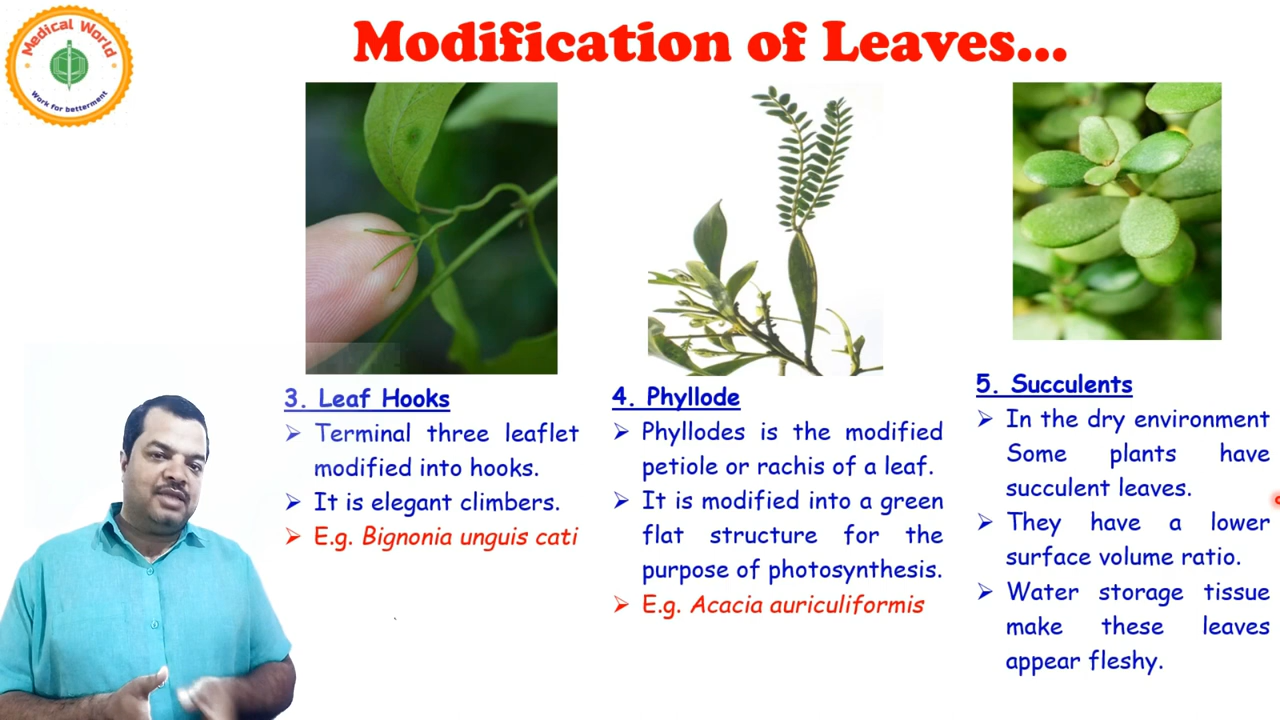 Medical World
Work for betterment
Modification of Leaves...
3. Leaf Hooks
➢ Terminal three leaflet
modified into hooks.
➢ It is elegant climbers.
➢ E.g. Bignonia unguis cati
4. Phyllode
➢ Phyllodes is the modified
petiole or rachis of a leaf.
➢ It is modified into a green
flat structure for the
purpose of photosynthesis.
➢ E.g. Acacia auriculiformis
5. Succulents
➢ In the dry environment
Some plants have
succulent leaves.
➢ They have a lower
surface volume ratio.
➢ Water storage tissue
make these leaves
appear fleshy.